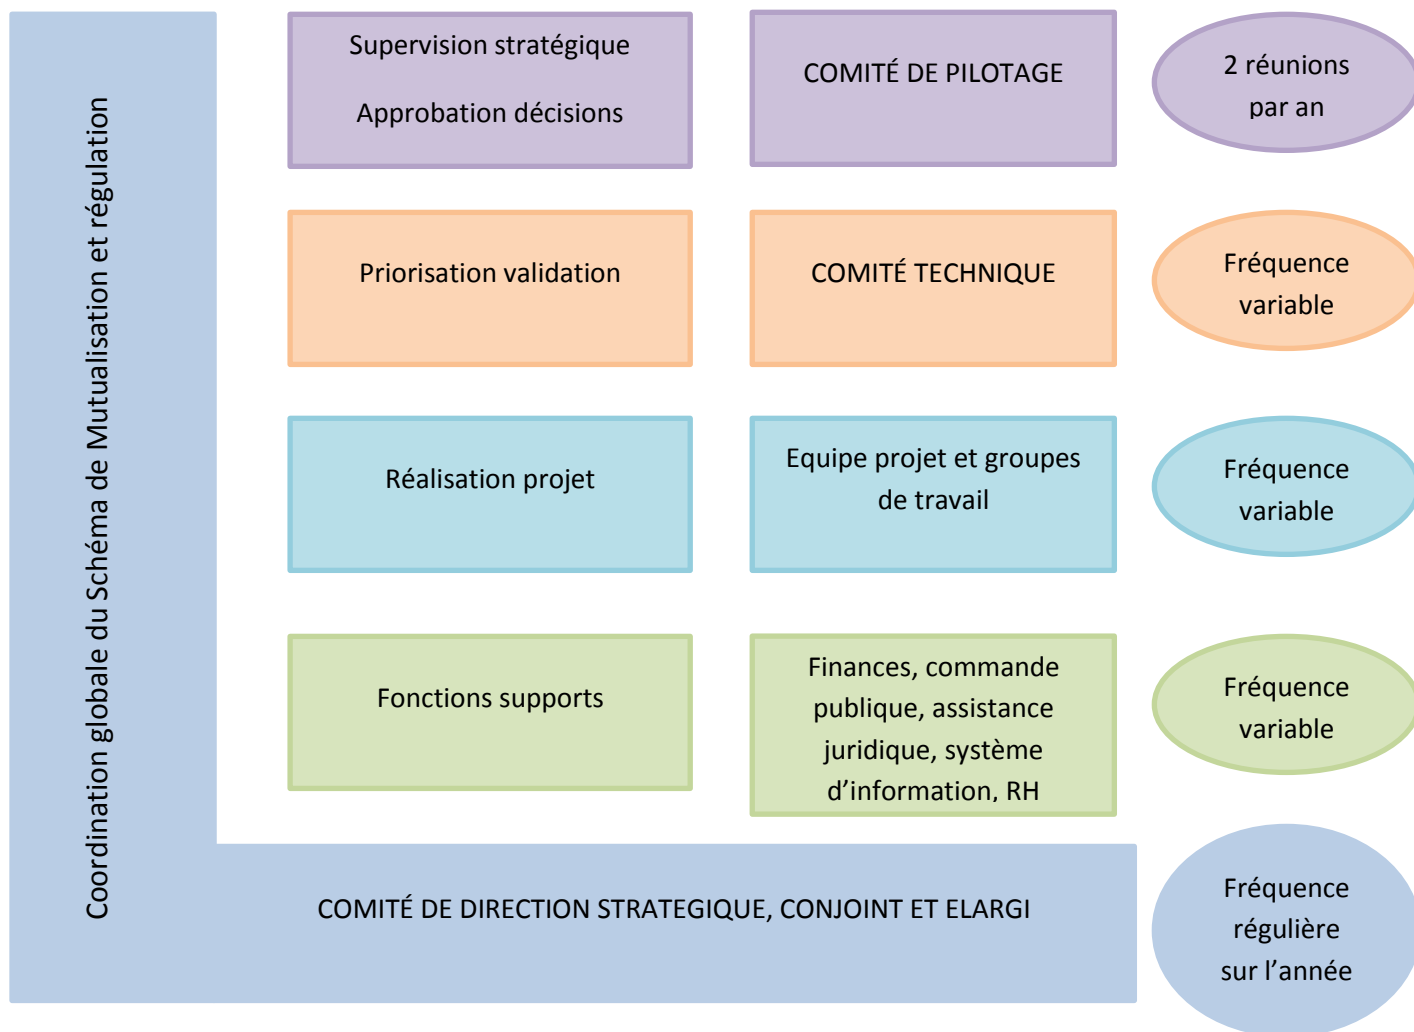 Coordination globale du Schéma de Mutualisation et régulation
Supervision stratégique
Approbation décisions
COMITÉ DE PILOTAGE
2 réunions
par an
Priorisation validation
COMITÉ TECHNIQUE
Fréquence
variable
Réalisation projet
Equipe projet et groupes
de travail
Fréquence
variable
Fonctions supports
Finances, commande
publique, assistance
juridique, système
d’information, RH
Fréquence
variable
COMITÉ DE DIRECTION STRATEGIQUE, CONJOINT ET ELARGI
Fréquence
régulière
sur l’année